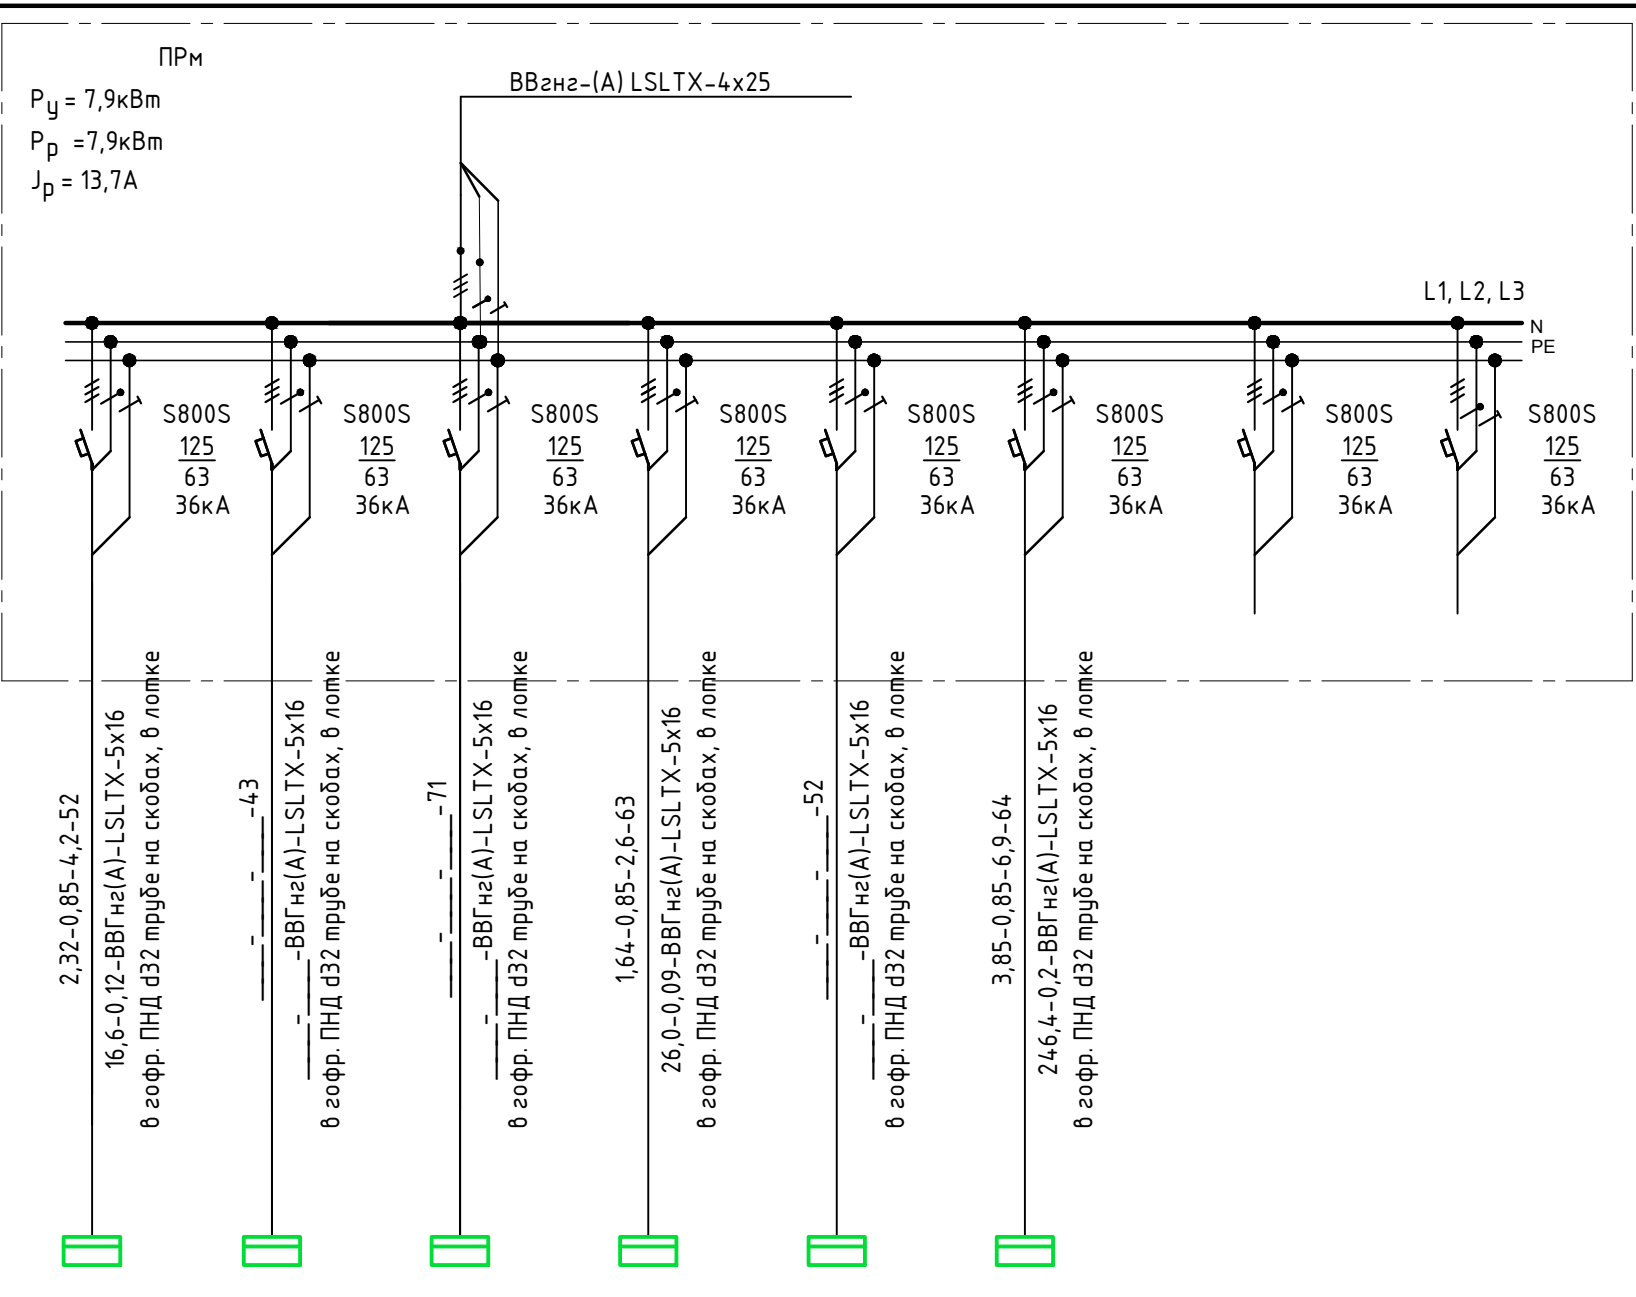 ПРм
Pу = 7,9кВт
Pр =7,9кВт
Jр = 13,7А
ВВгнг-(А) LSLTX-4x25
L1, L2, L3
N
PE
S800S
125
63
36кА
S800S
125
63
36кА
S800S
125
63
36кА
S800S
125
63
36кА
S800S
125
63
36кА
S800S
125
63
36кА
S800S
125
63
36кА
S800S
125
63
36кА
2,32-0,85-4,2-52
16,6-0,12-ВВГнг(А)-LSLTX-5x16
в гофр. ПНД d32 трубе на скобах, в лотке
-43
-ВВГнг(А)-LSLTX-5x16
в гофр. ПНД d32 трубе на скобах, в лотке
-71
-ВВГнг(А)-LSLTX-5x16
в гофр. ПНД d32 трубе на скобах, в лотке
1,64-0,85-2,6-63
26,0-0,09-ВВГнг(А)-LSLTX-5x16
в гофр. ПНД d32 трубе на скобах, в лотке
-52
-ВВГнг(А)-LSLTX-5x16
в гофр. ПНД d32 трубе на скобах, в лотке
3,85-0,85-6,9-64
246,4-0,2-ВВГнг(А)-LSLTX-5x16
в гофр. ПНД d32 трубе на скобах, в лотке